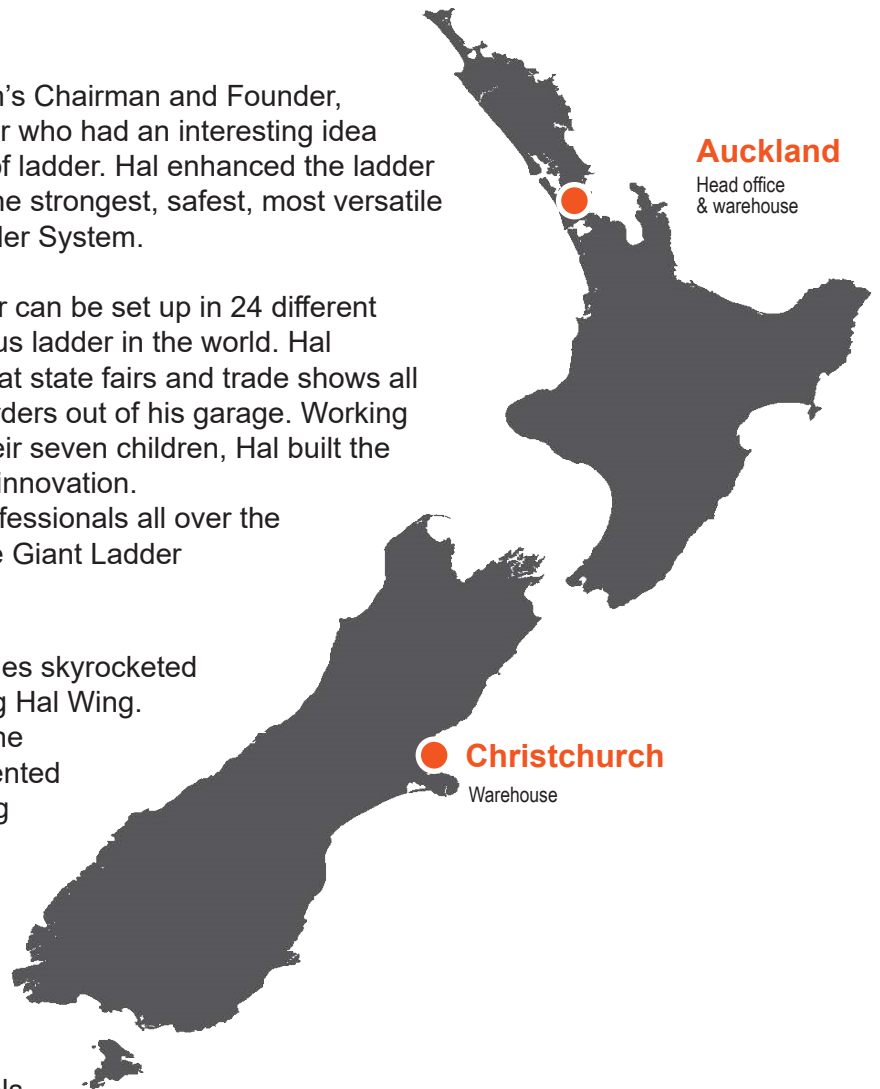 n's Chairman and Founder,
r who had an interesting idea
of ladder. Hal enhanced the ladder
ne strongest, safest, most versatile
der System.
r can be set up in 24 different
us ladder in the world. Hal
at state fairs and trade shows all
rders out of his garage. Working
eir seven children, Hal built the
innovation.
fessionals all over the
e Giant Ladder
es skyrocketed
g Hal Wing.
ne
ented
g
Auckland
Head office
& warehouse
Christchurch
Warehouse